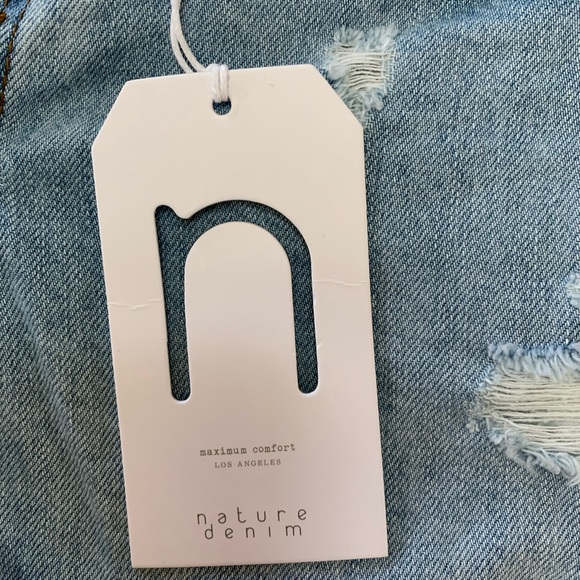 n
maximum comfort
LOS ANGELES
nature
denim